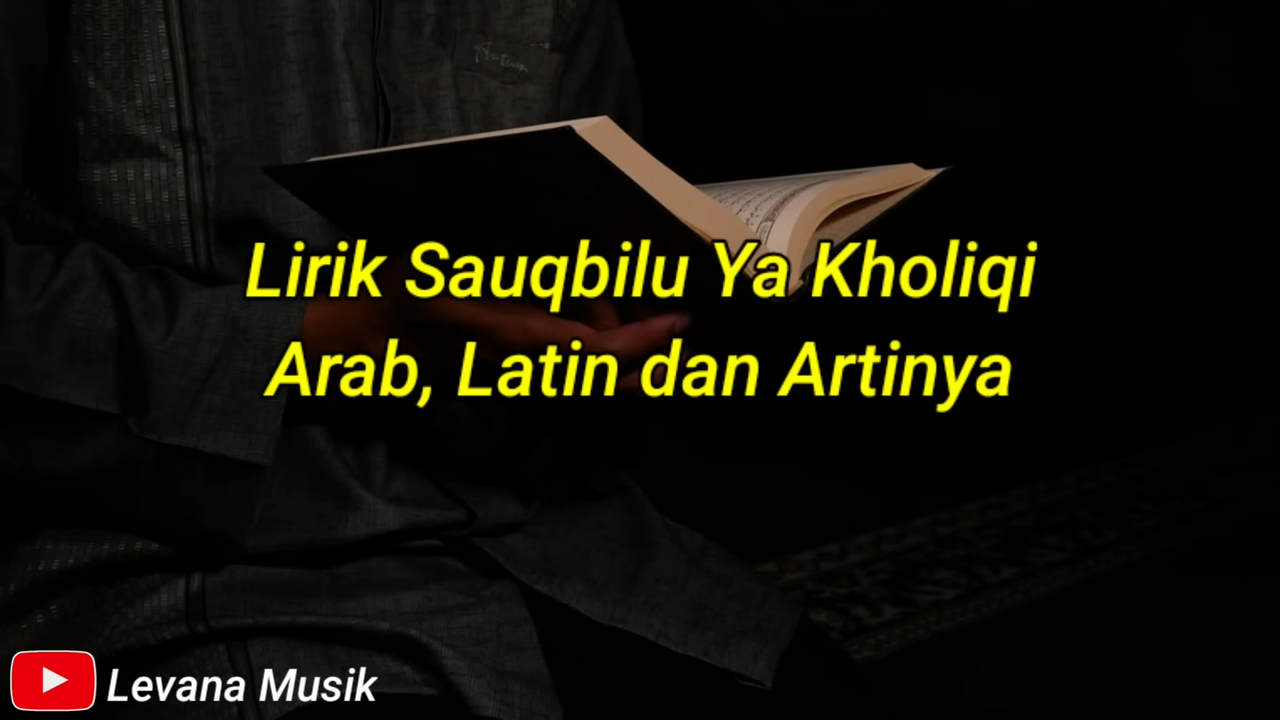 Lirik Sauqbilu Ya Kholiqi
Arab, Latin dan Artinya
Levana Musik